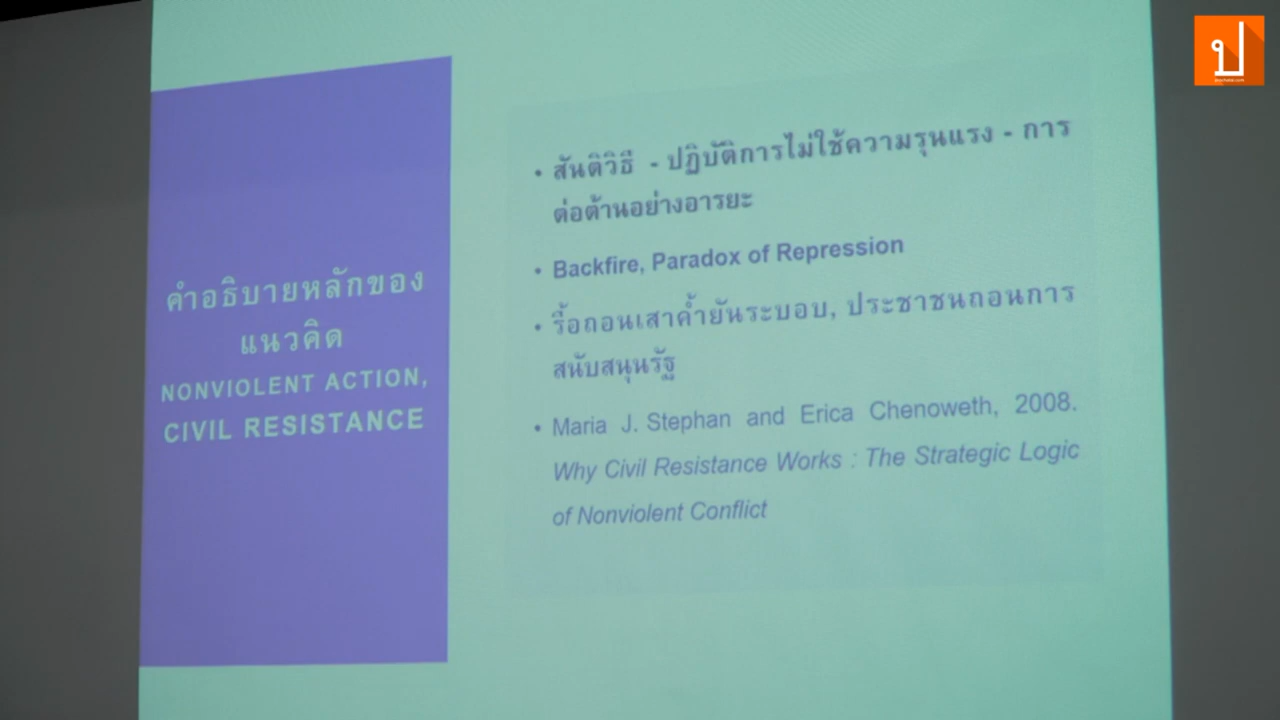 คำอธิบายหลักของ
แนวคิด
NONVIOLENT ACTION,
CIVIL RESISTANCE
• สันติวิธี - ปฏิบัติการไม่ใช้ความรุนแรง - การ
ต่อต้านอย่างอารยะ
• Backfire, Paradox of Repression
• รื้อถอนเสาค้ำยันระบอบ, ประชาชนถอนการ
สนับสนุนรัฐ
• Maria J. Stephan and Erica Chenoweth, 2008.
Why Civil Resistance Works : The Strategic Logic
of Nonviolent Conflict
ป